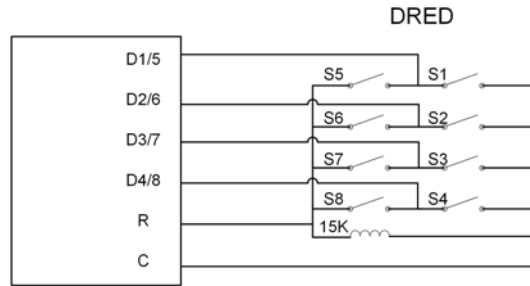 DRED
D1/5
S5 S1
D2/6
S6 S2
D3/7
S7 S3
D4/8
S8 S4
R
15K
C